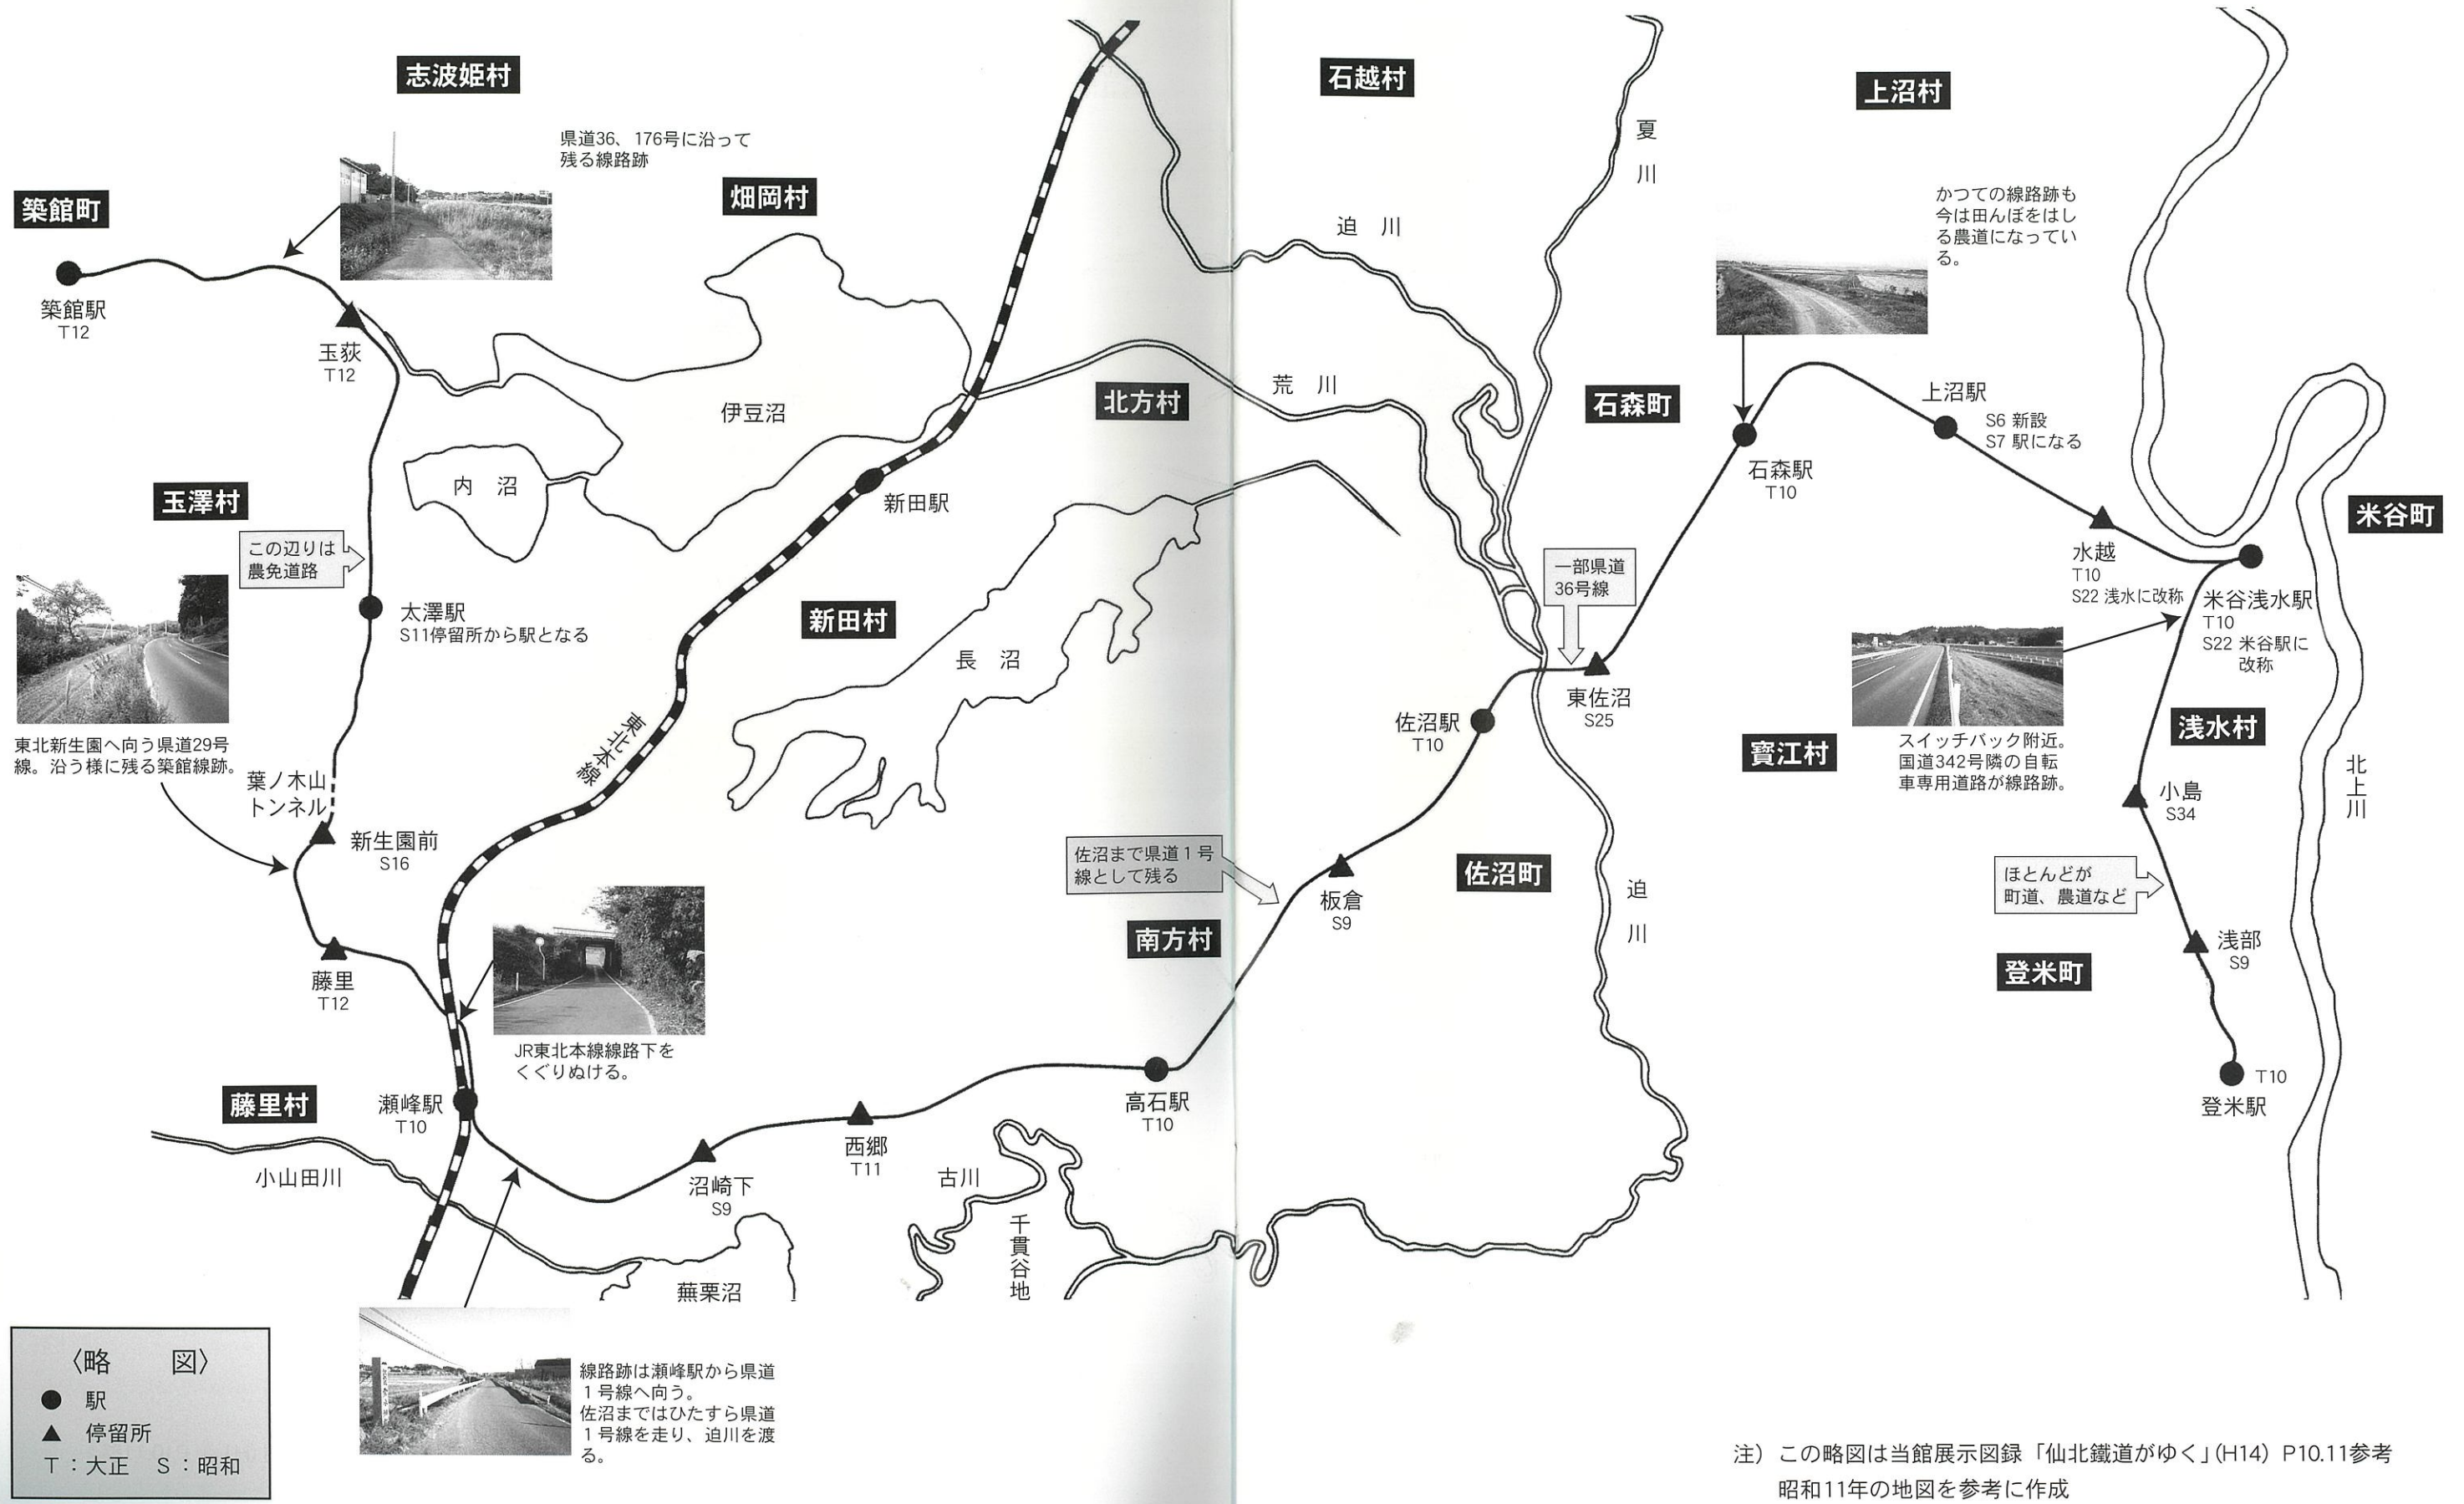 志波姫村
石越村
上沼村
県道36、176号に沿って
残る線路跡
夏川
築館町
畑岡村
かつての線路跡も
今は田んぼをはし
る農道になってい
る。
迫川
築館駅
T12
玉荻
T12
伊豆沼
北方村
荒川
石森町
上沼駅
S6 新設
S7 駅になる
石森駅
T10
内沼
新田駅
玉澤村
米谷町
この辺りは
農免道路
水越
T10
S22 浅水に改称
米谷浅水駅
T10
S22 米谷駅に
改称
一部県道
36号線
太澤駅
S11停留所から駅となる
新田村
長沼
東佐沼
S25
佐沼駅
T10
東北本線
浅水村
寳江村
スイッチバック附近。
国道342号隣の自転
車専用道路が線路跡。
東北新生園へ向う県道29号
線。沿う様に残る築館線跡。
葉ノ木山
トンネル
北上川
小島
S34
新生園前
S16
佐沼まで県道1号
線として残る
板倉
S9
佐沼町
迫川
ほとんどが
町道、農道など
南方村
浅部
S9
登米町
藤里
T12
JR東北本線線路下を
くぐりぬける。
藤里村
瀬峰駅
T10
高石駅
T10
T10
登米駅
西郷
T11
沼崎下
S9
小山田川
古川
千貫谷地
蕪栗沼
〈略図〉
● 駅
▲ 停留所
T：大正　S：昭和
線路跡は瀬峰駅から県道
1号線へ向う。
佐沼まではひたすら県道
1号線を走り、迫川を渡
る。
注）この略図は当館展示図録「仙北鐵道がゆく」（H14）P10.11参考
昭和11年の地図を参考に作成